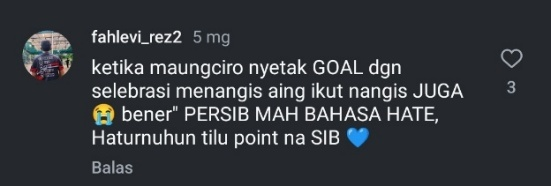 fahlevi_rez2 5 mg
ketika maungciro nyetak GOAL dgn
selebrasi menangis aing ikut nangis JUGA
😭 bener" PERSIB MAH BAHASA HATE,
Haturnuhun tilu point na SIB 💙
3
Balas